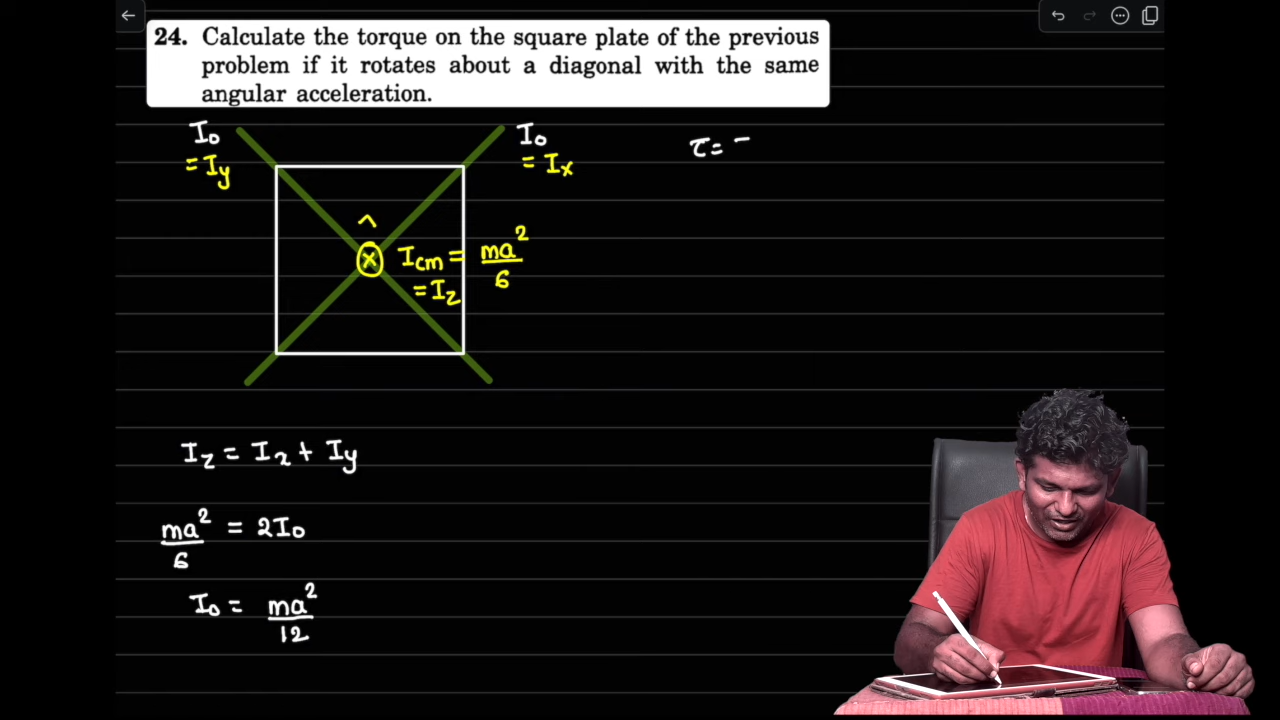 24. Calculate the torque on the square plate of the previous
problem if it rotates about a diagonal with the same
angular acceleration.
I₀
= Iy
I₀
= Ix
τ =
Icm = ma²/6
= Iz
Iz = Ix + Iy
ma²/6 = 2I₀
I₀ = ma²/12